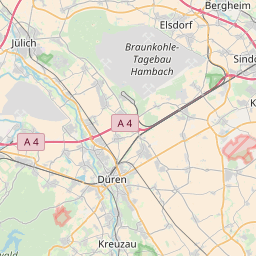 Bergheim
Elsdorf
Jülich
Braunkohle-
Tagebau
Hambach
Sindo
K
A 4
A 4
Düren
Kreuzau